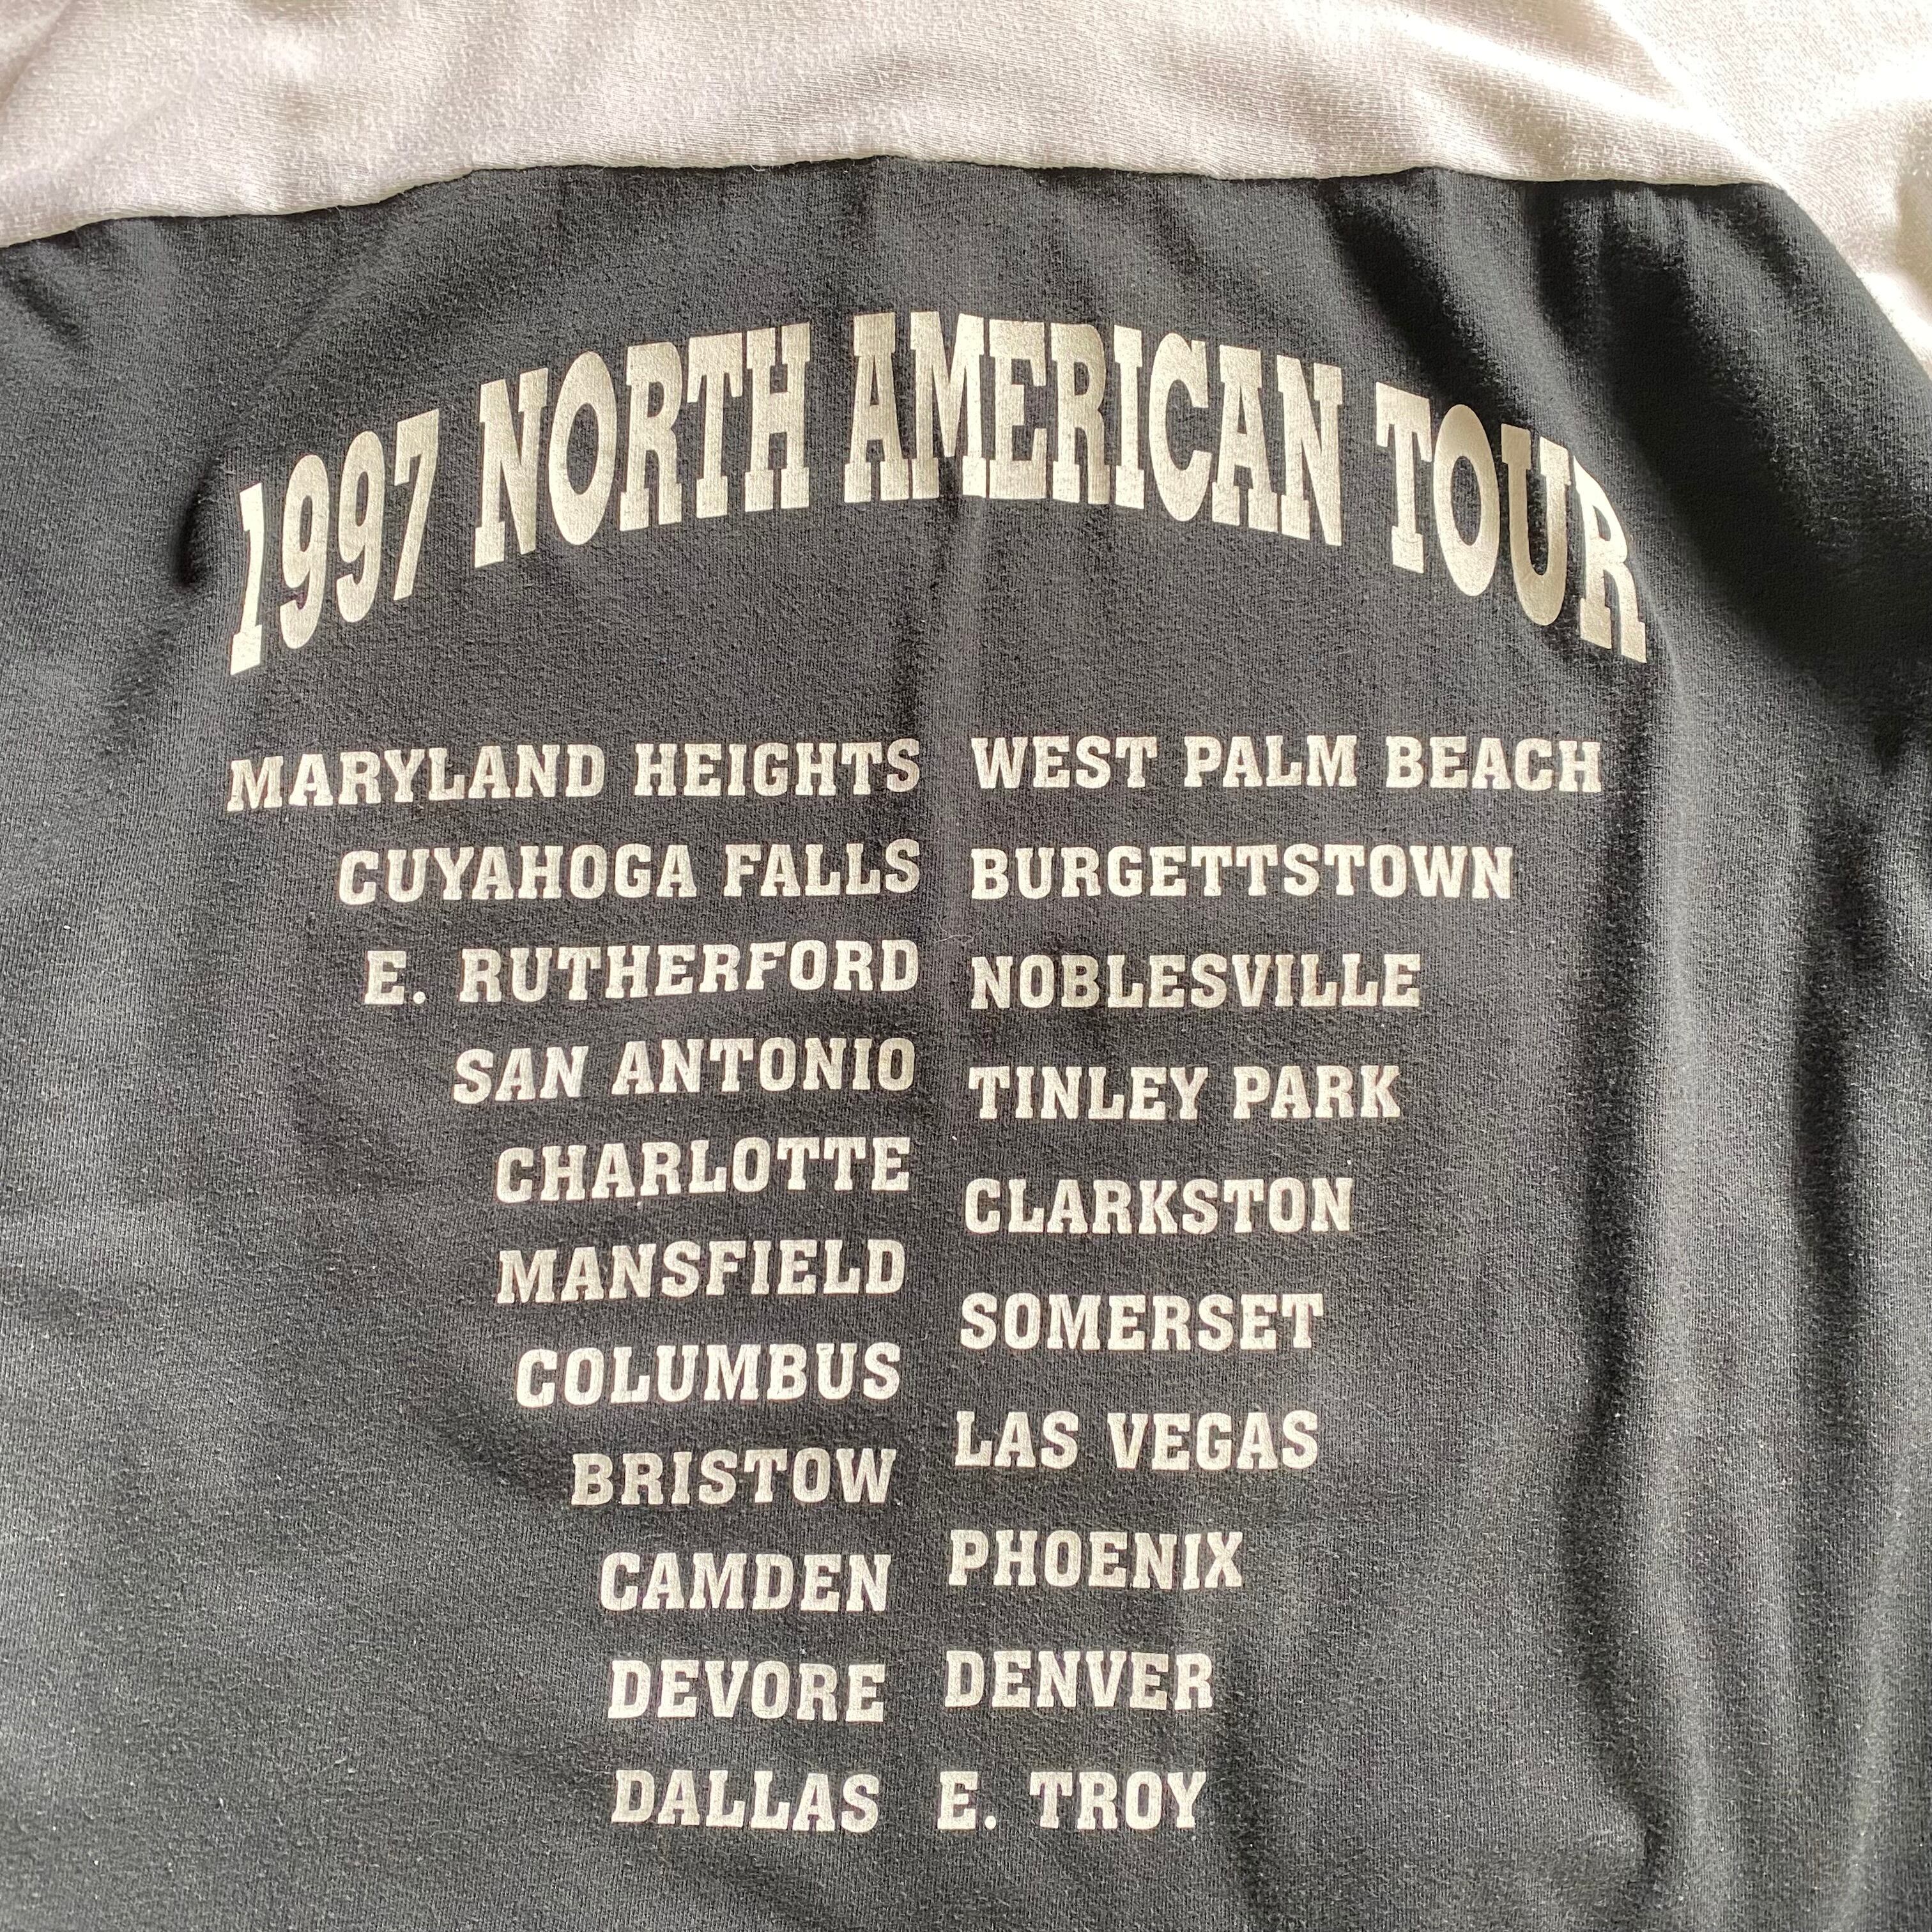 1997 NORTH AMERICAN TOUR
MARYLAND HEIGHTS
CUYAHOGA FALLS
E. RUTHERFORD
SAN ANTONIO
CHARLOTTE
MANSFIELD
COLUMBUS
BRISTOW
CAMDEN
DEVORE
DALLAS
WEST PALM BEACH
BURGETTSTOWN
NOBLESVILLE
TINLEY PARK
CLARKSTON
SOMERSET
LAS VEGAS
PHOENIX
DENVER
E. TROY